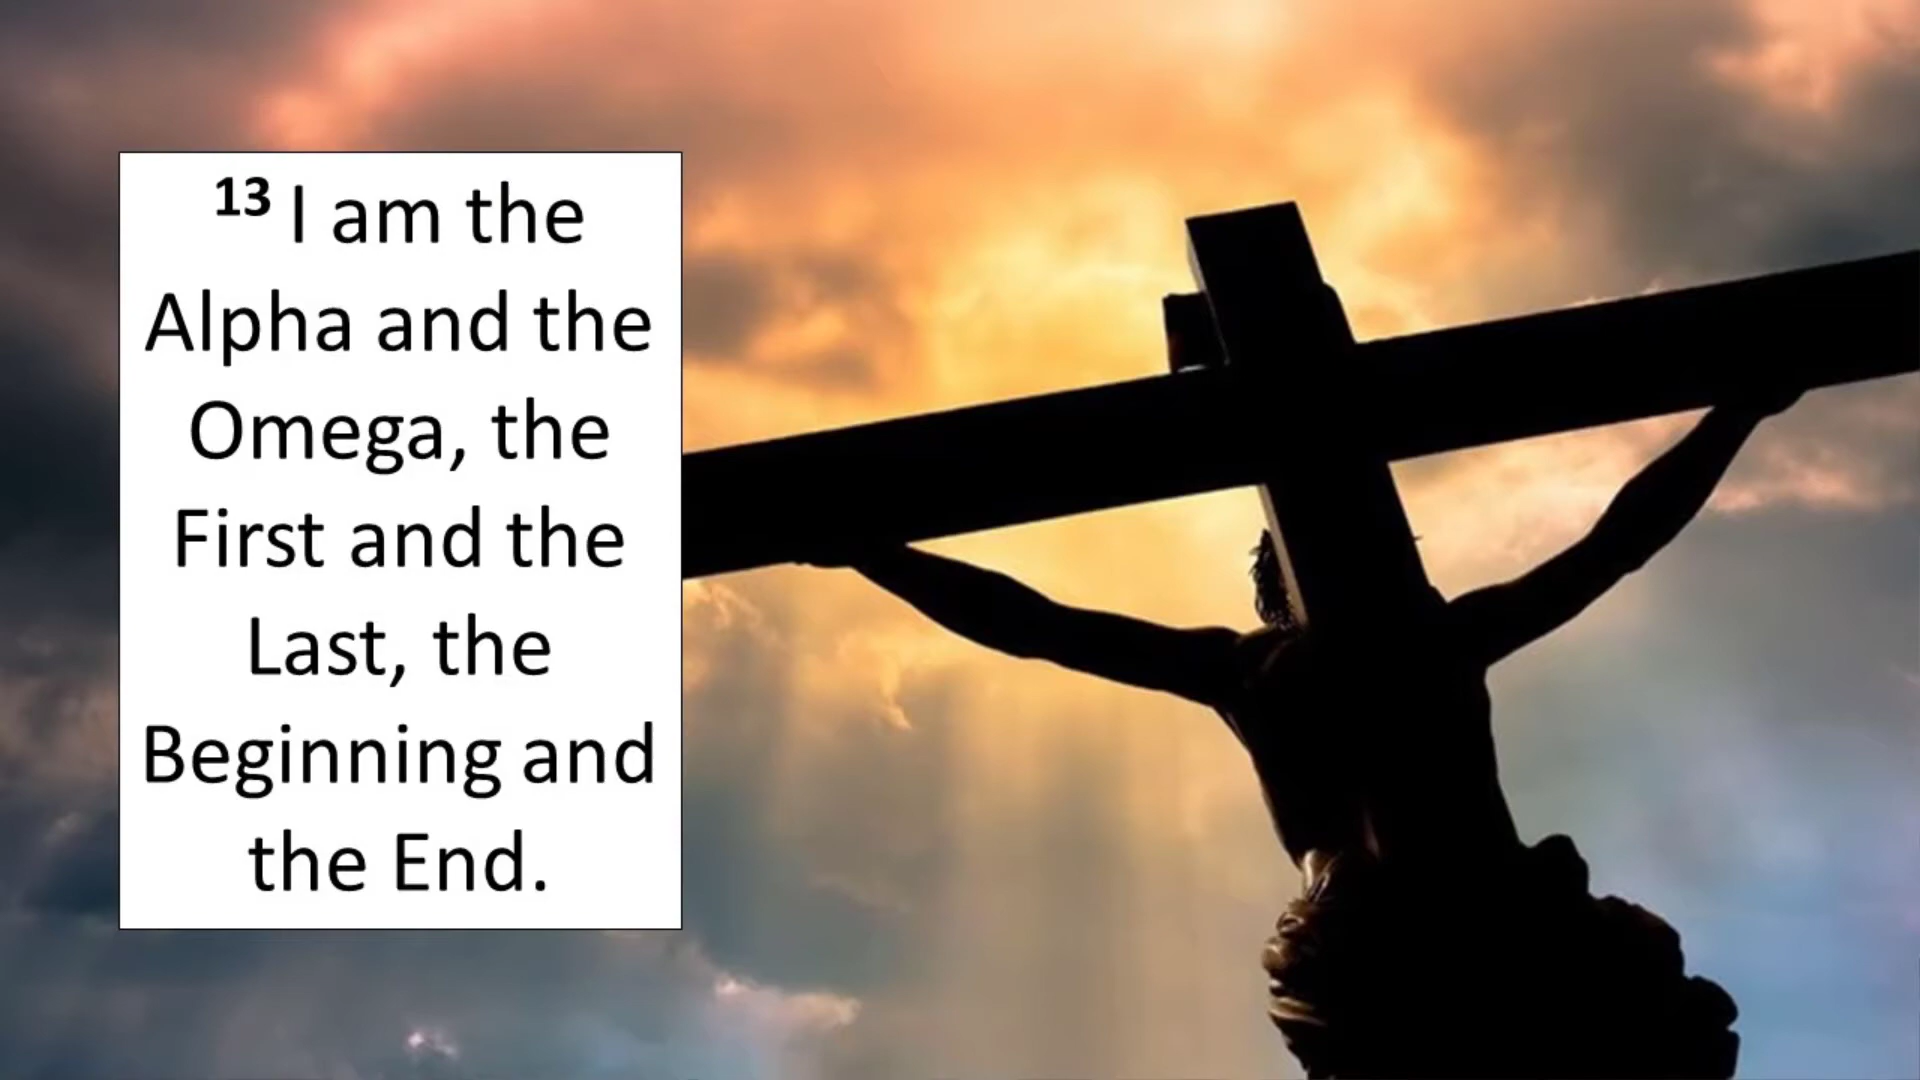 13 I am the
Alpha and the
Omega, the
First and the
Last, the
Beginning and
the End.